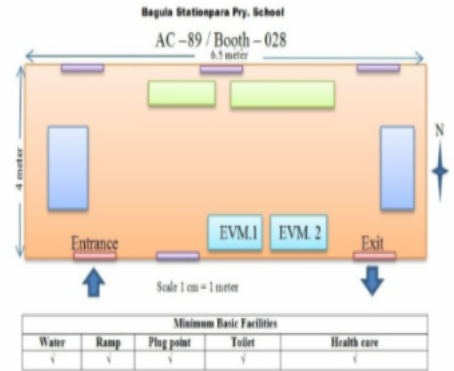 Bagula Stationpara Pry. School
AC –89 / Booth – 028
6.5 meter
4 meter
N
EVM.1 EVM. 2
Entrance Exit
Scale 1 cm = 1 meter
Minimum Basic Facilities
Water Ramp Plug point Toilet Health care
√ √ √ √ √